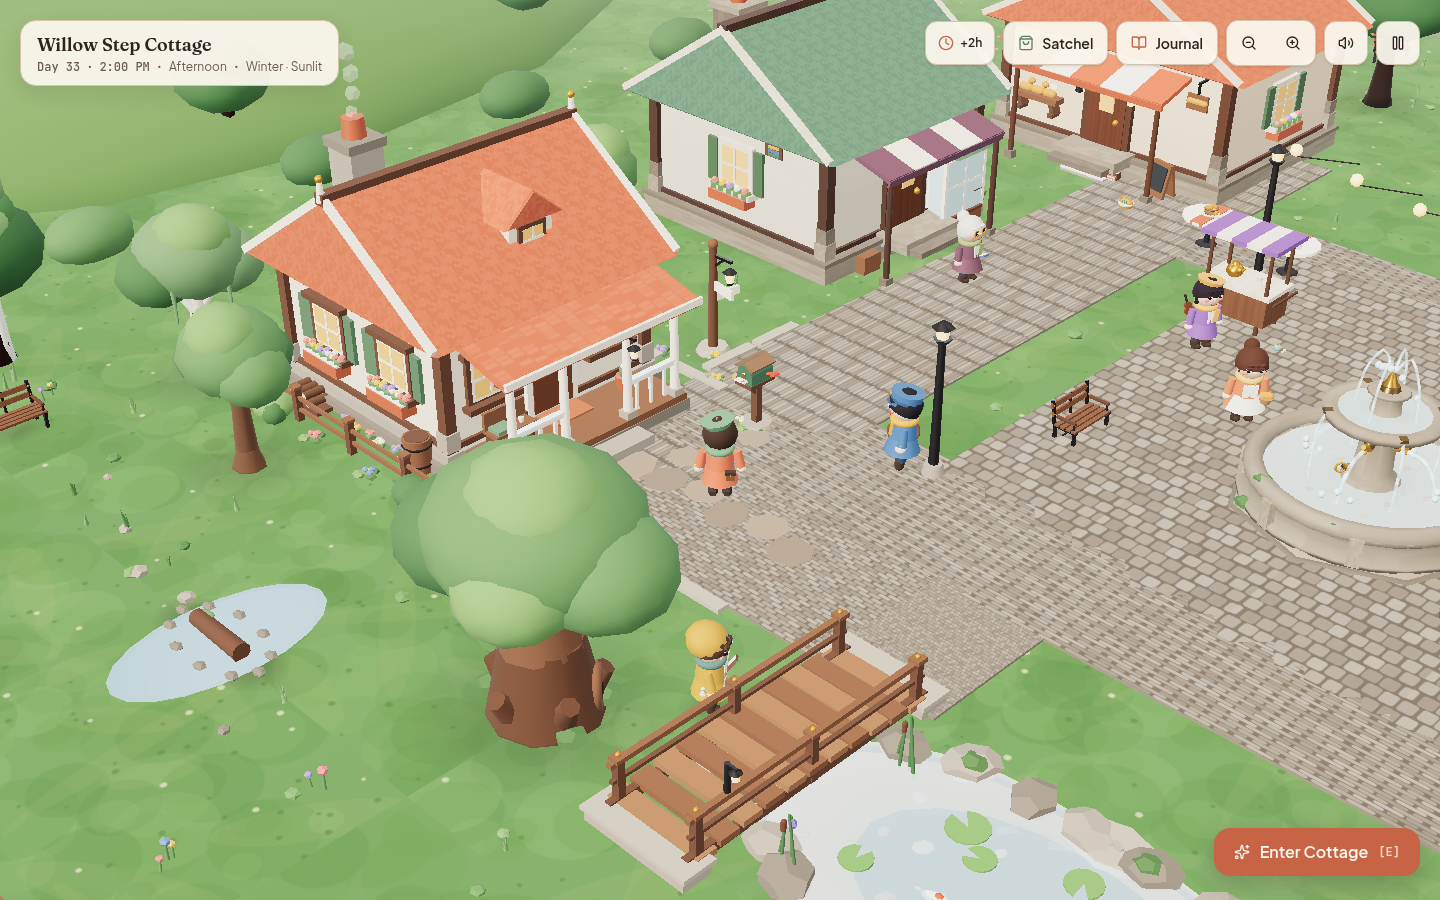 Willow Step Cottage
Day 33 · 2:00 PM · Afternoon · Winter · Sunlit
+2h
Satchel
Journal
Enter Cottage [E]